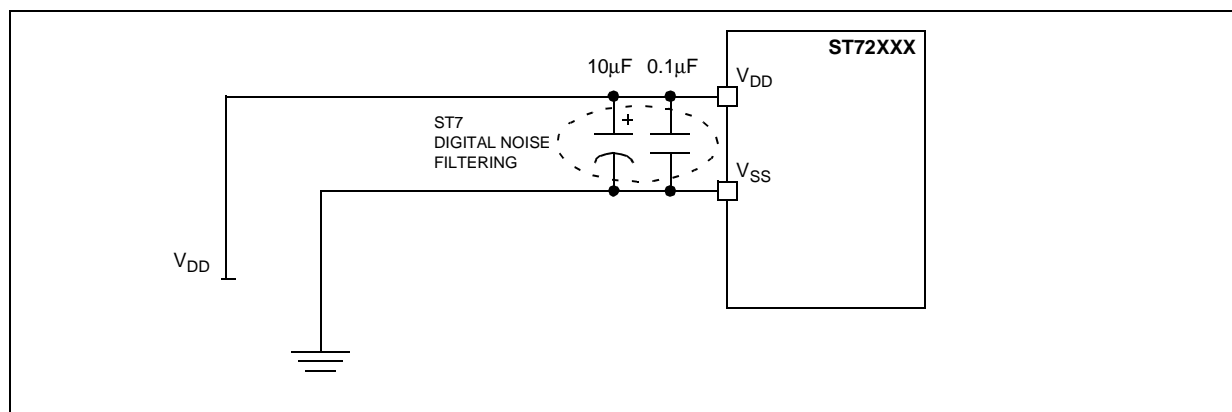 ST72XXX
10µF 0.1µF
VDD
+
ST7
DIGITAL NOISE
FILTERING
VSS
VDD